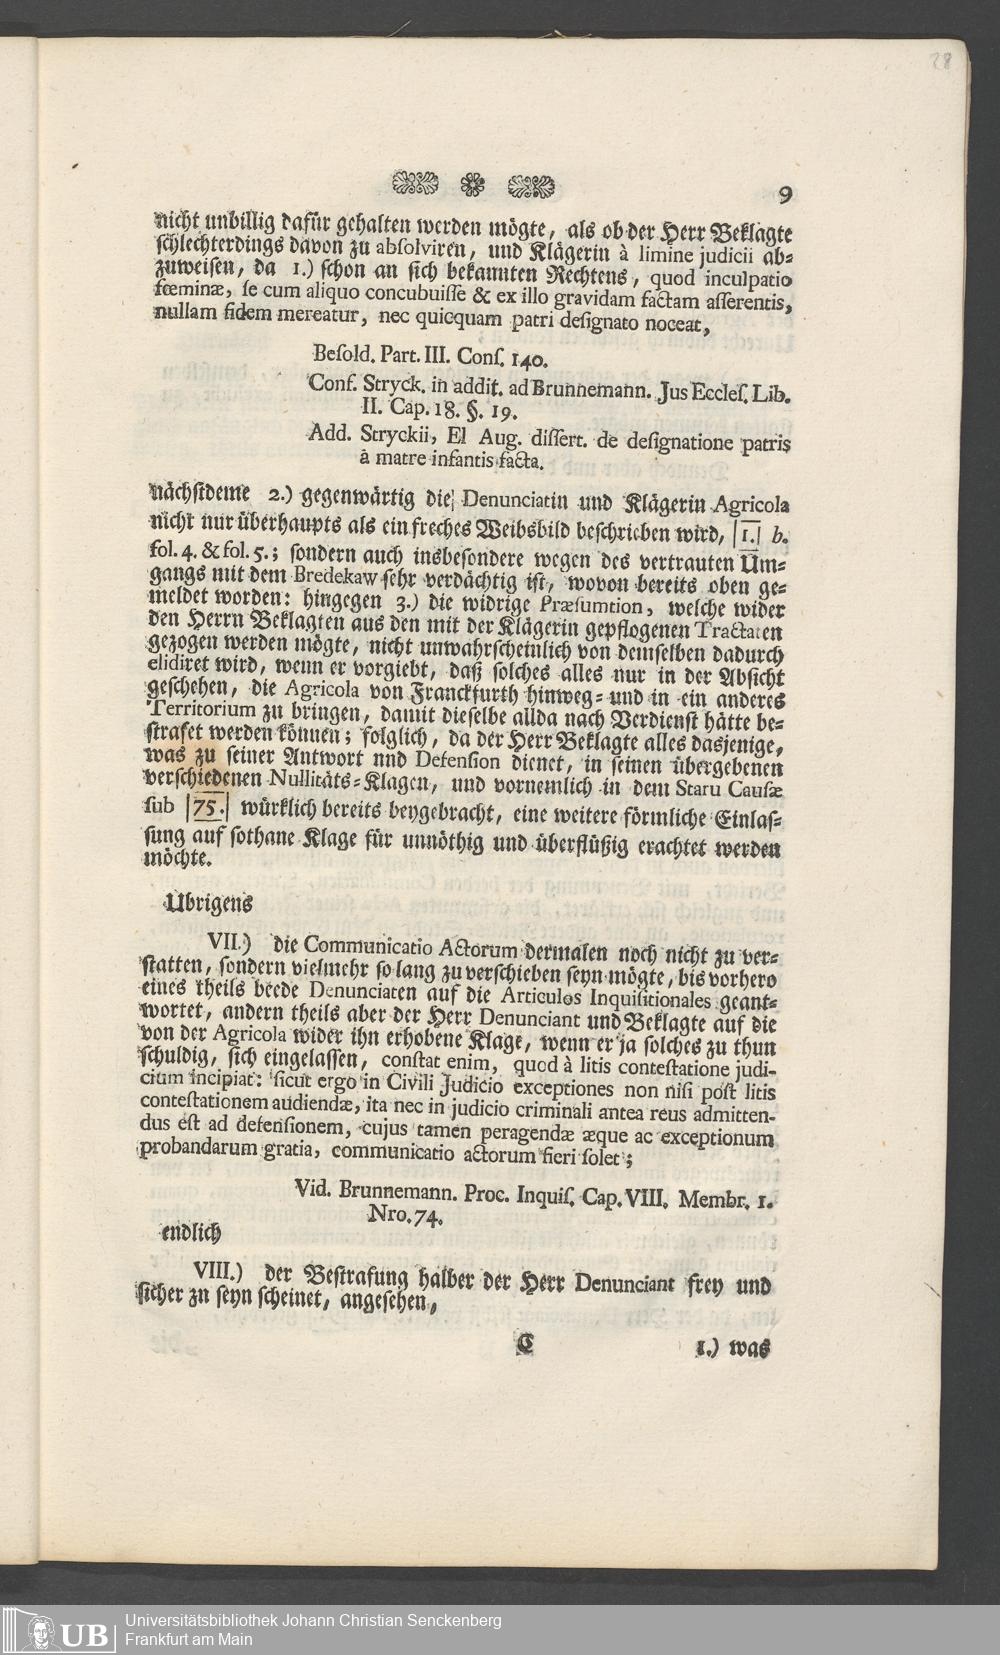 28
9
nicht unbillig dafür gehalten werden mögte, als ob der Herr Beklagte
schlechterdings davon zu absolviren, und Klägerin à limine judicii ab-
zuweisen, da 1.) schon an sich bekannten Rechtens, quod inculpatio
fœminæ, se cum aliquo concubuisse & ex illo gravidam factam asserentis,
nullam fidem mereatur, nec quicquam patri designato noceat,
Besold. Part. III. Cons. 140.
Conf. Stryck. in addit. ad Brunnemann. Jus Eccles. Lib.
II. Cap. 18. §. 19.
Add. Stryckii, El Aug. dissert. de designatione patris
à matre infantis facta.
nächstdeme 2.) gegenwärtig die Denunciatin und Klägerin Agricola
nicht nur überhaupts als ein freches Weibsbild beschrieben wird, |1.| b.
fol. 4. & fol. 5.; sondern auch insbesondere wegen des vertrauten Um-
gangs mit dem Bredekaw sehr verdächtig ist, wovon bereits oben ge-
meldet worden: hingegen 3.) die widrige Præsumtion, welche wider
den Herrn Beklagten aus den mit der Klägerin gepflogenen Tractaten
gezogen werden mögte, nicht unwahrscheinlich von demselben dadurch
elidiret wird, wenn er vorgiebt, daß solches alles nur in der Absicht
geschehen, die Agricola von Franckfurth hinweg- und in ein anderes
Territorium zu bringen, damit dieselbe allda nach Verdienst hätte be-
strafet werden können; folglich, da der Herr Beklagte alles dasjenige,
was zu seiner Antwort nnd Defension dienet, in seinen übergebenen
verschiedenen Nullitäts-Klagen, und vornemlich in dem Staru Causæ
sub |75.| würklich bereits beygebracht, eine weitere förmliche Einlas-
sung auf sothane Klage für unnöthig und überflüßig erachtet werden
möchte.
Ubrigens
VII.) die Communicatio Actorum dermalen noch nicht zu ver-
statten, sondern vielmehr so lang zu verschieben seyn mögte, bis vorhero
eines theils beede Denunciaten auf die Articulos Inquisitionales geant-
wortet, andern theils aber der Herr Denunciant und Beklagte auf die
von der Agricola wider ihn erhobene Klage, wenn er ja solches zu thun
schuldig, sich eingelassen, constat enim, quod à litis contestatione judi-
cium incipiat: sicut ergo in Civili Judicio exceptiones non nisi post litis
contestationem audiendæ, ita nec in judicio criminali antea reus admitten-
dus est ad defensionem, cujus tamen peragendæ æque ac exceptionum
probandarum gratia, communicatio actorum fieri solet;
Vid. Brunnemann. Proc. Inquis. Cap. VIII. Membr. 1.
Nro. 74.
endlich
VIII.) der Bestrafung halber der Herr Denunciant frey und
sicher zu seyn scheinet, angesehen,
C 1.) was
UB
Universitätsbibliothek Johann Christian Senckenberg
Frankfurt am Main